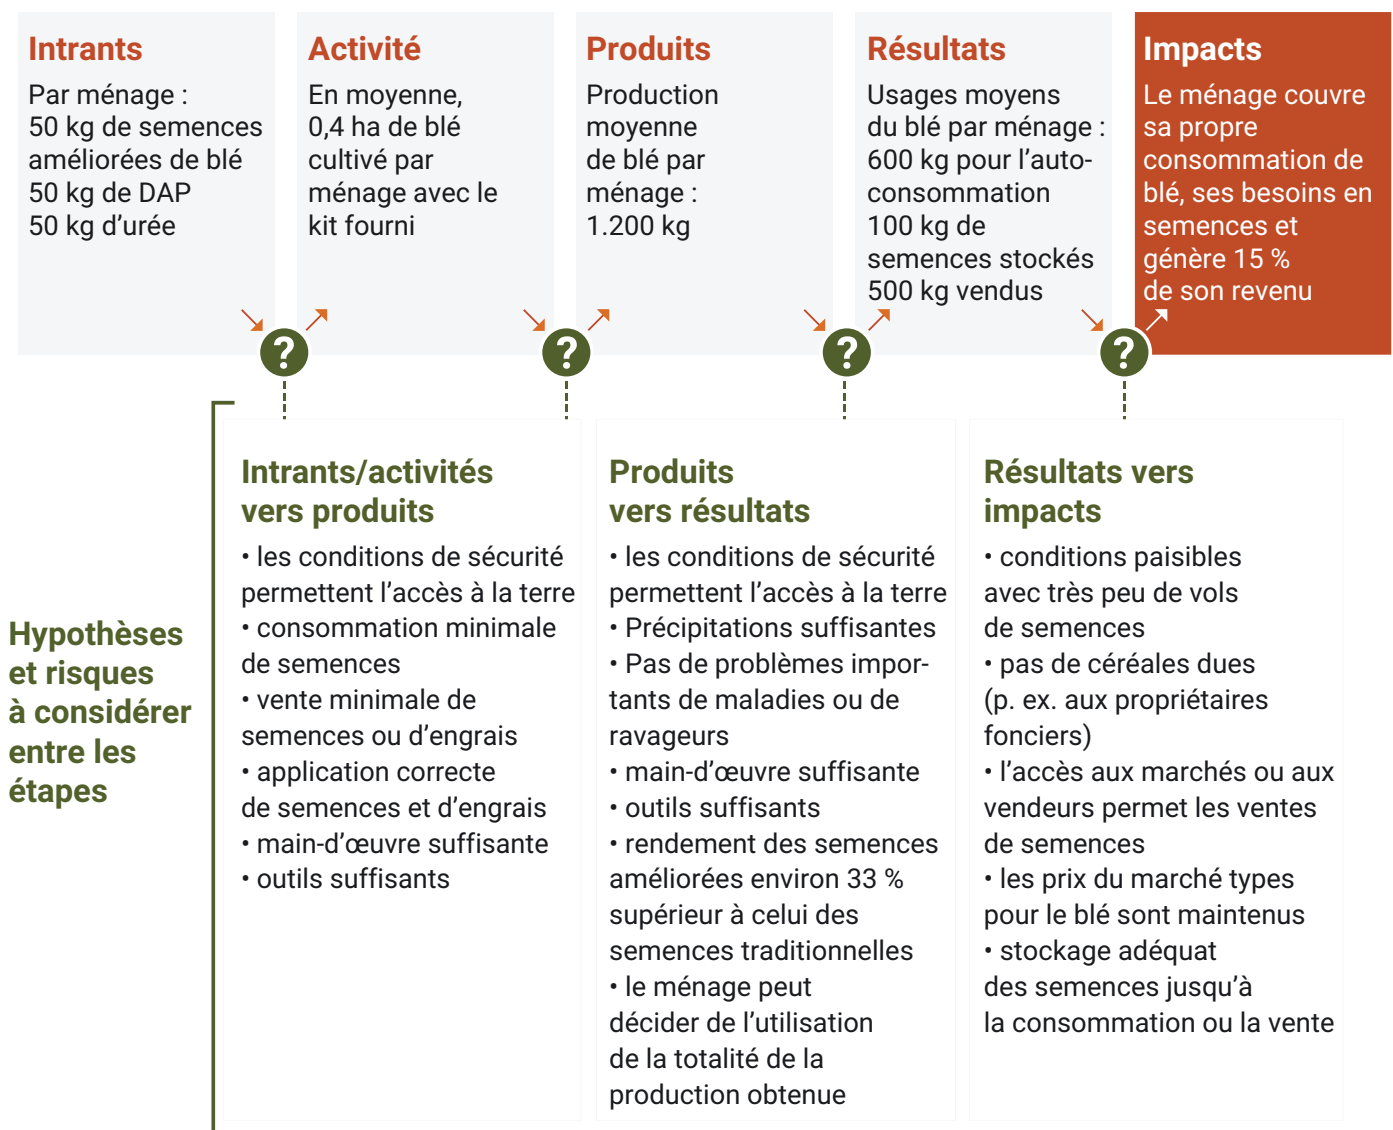 Intrants
Par ménage :
50 kg de semences
améliorées de blé
50 kg de DAP
50 kg d’urée
Activité
En moyenne,
0,4 ha de blé
cultivé par
ménage avec le
kit fourni
Produits
Production
moyenne
de blé par
ménage :
1.200 kg
Résultats
Usages moyens
du blé par ménage :
600 kg pour l’auto-
consommation
100 kg de
semences stockés
500 kg vendus
Impacts
Le ménage couvre
sa propre
consommation de
blé, ses besoins en
semences et
génère 15 %
de son revenu
?
?
?
?
Hypothèses
et risques
à considérer
entre les
étapes
Intrants/activités
vers produits
• les conditions de sécurité
permettent l’accès à la terre
• consommation minimale
de semences
• vente minimale de
semences ou d’engrais
• application correcte
de semences et d’engrais
• main-d’œuvre suffisante
• outils suffisants
Produits
vers résultats
• les conditions de sécurité
permettent l’accès à la terre
• Précipitations suffisantes
• Pas de problèmes impor-
tants de maladies ou de
ravageurs
• main-d’œuvre suffisante
• outils suffisants
• rendement des semences
améliorées environ 33 %
supérieur à celui des
semences traditionnelles
• le ménage peut
décider de l’utilisation
de la totalité de la
production obtenue
Résultats vers
impacts
• conditions paisibles
avec très peu de vols
de semences
• pas de céréales dues
(p. ex. aux propriétaires
fonciers)
• l’accès aux marchés ou aux
vendeurs permet les ventes
de semences
• les prix du marché types
pour le blé sont maintenus
• stockage adéquat
des semences jusqu’à
la consommation ou la vente